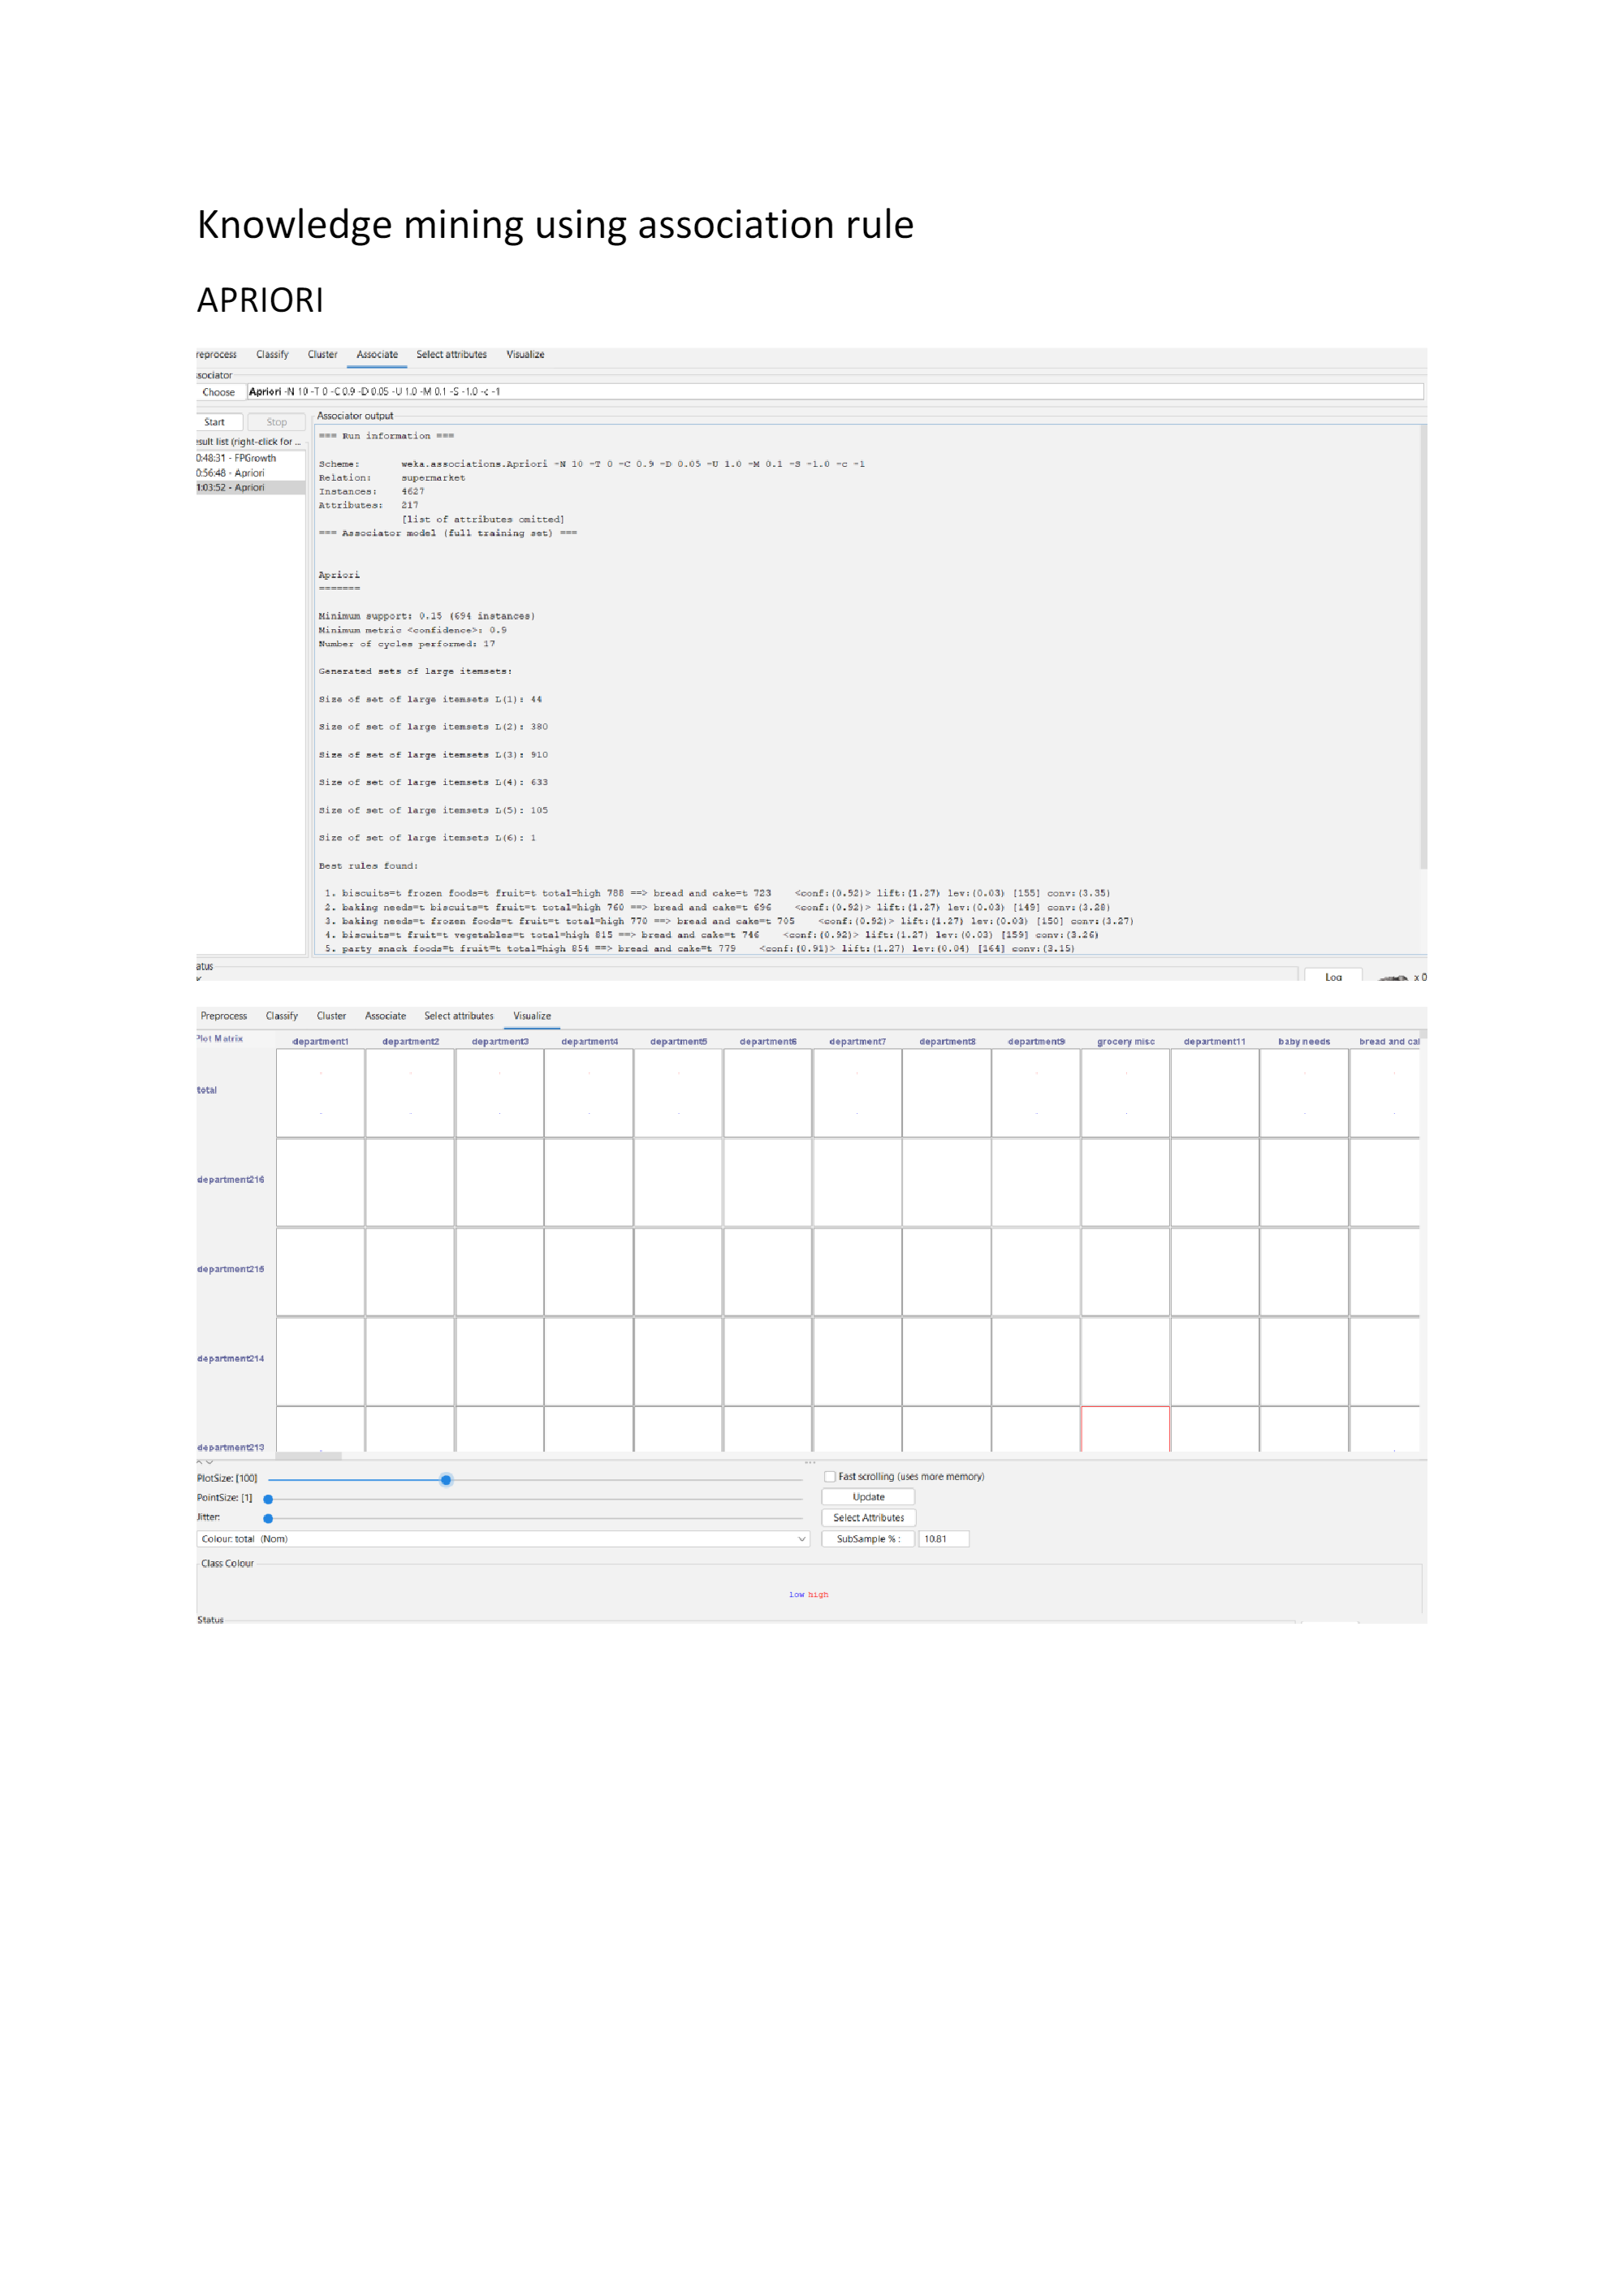 Knowledge mining using association rule
APRIORI
reprocess Classify Cluster Associate Select attributes Visualize
ssociator
Choose Apriori -N 10 -T 0 -C 0.9 -D 0.05 -U 1.0 -M 0.1 -S -1.0 -c -1
Start Stop
Associator output
esult list (right-click for ...
0:48:31 - FPGrowth
0:56:48 - Apriori
1:03:52 - Apriori
=== Run information ===
Scheme: weka.associations.Apriori -N 10 -T 0 -C 0.9 -D 0.05 -U 1.0 -M 0.1 -S -1.0 -c -1
Relation: supermarket
Instances: 4627
Attributes: 217
[list of attributes omitted]
=== Associator model (full training set) ===
Apriori
=======
Minimum support: 0.15 (694 instances)
Minimum metric <confidence>: 0.9
Number of cycles performed: 17
Generated sets of large itemsets:
Size of set of large itemsets L(1): 44
Size of set of large itemsets L(2): 380
Size of set of large itemsets L(3): 910
Size of set of large itemsets L(4): 633
Size of set of large itemsets L(5): 105
Size of set of large itemsets L(6): 1
Best rules found:
1. biscuits=t frozen foods=t fruit=t total=high 788 ==> bread and cake=t 723 <conf:(0.92)> lift:(1.27) lev:(0.03) [155] conv:(3.35)
2. baking needs=t biscuits=t fruit=t total=high 760 ==> bread and cake=t 696 <conf:(0.92)> lift:(1.27) lev:(0.03) [149] conv:(3.28)
3. baking needs=t frozen foods=t fruit=t total=high 770 ==> bread and cake=t 705 <conf:(0.92)> lift:(1.27) lev:(0.03) [150] conv:(3.27)
4. biscuits=t fruit=t vegetables=t total=high 815 ==> bread and cake=t 746 <conf:(0.92)> lift:(1.27) lev:(0.03) [159] conv:(3.26)
5. party snack foods=t fruit=t total=high 854 ==> bread and cake=t 779 <conf:(0.91)> lift:(1.27) lev:(0.04) [164] conv:(3.15)
atus
Log x 0
Preprocess Classify Cluster Associate Select attributes Visualize
Plot Matrix department1 department2 department3 department4 department5 department6 department7 department8 department9 grocery misc department11 baby needs bread and cal
total
department216
department215
department214
department213
PlotSize: [100]
Fast scrolling (uses more memory)
PointSize: [1]
Update
Jitter:
Select Attributes
Colour: total (Nom)
SubSample % : 10.81
Class Colour
low high
Status